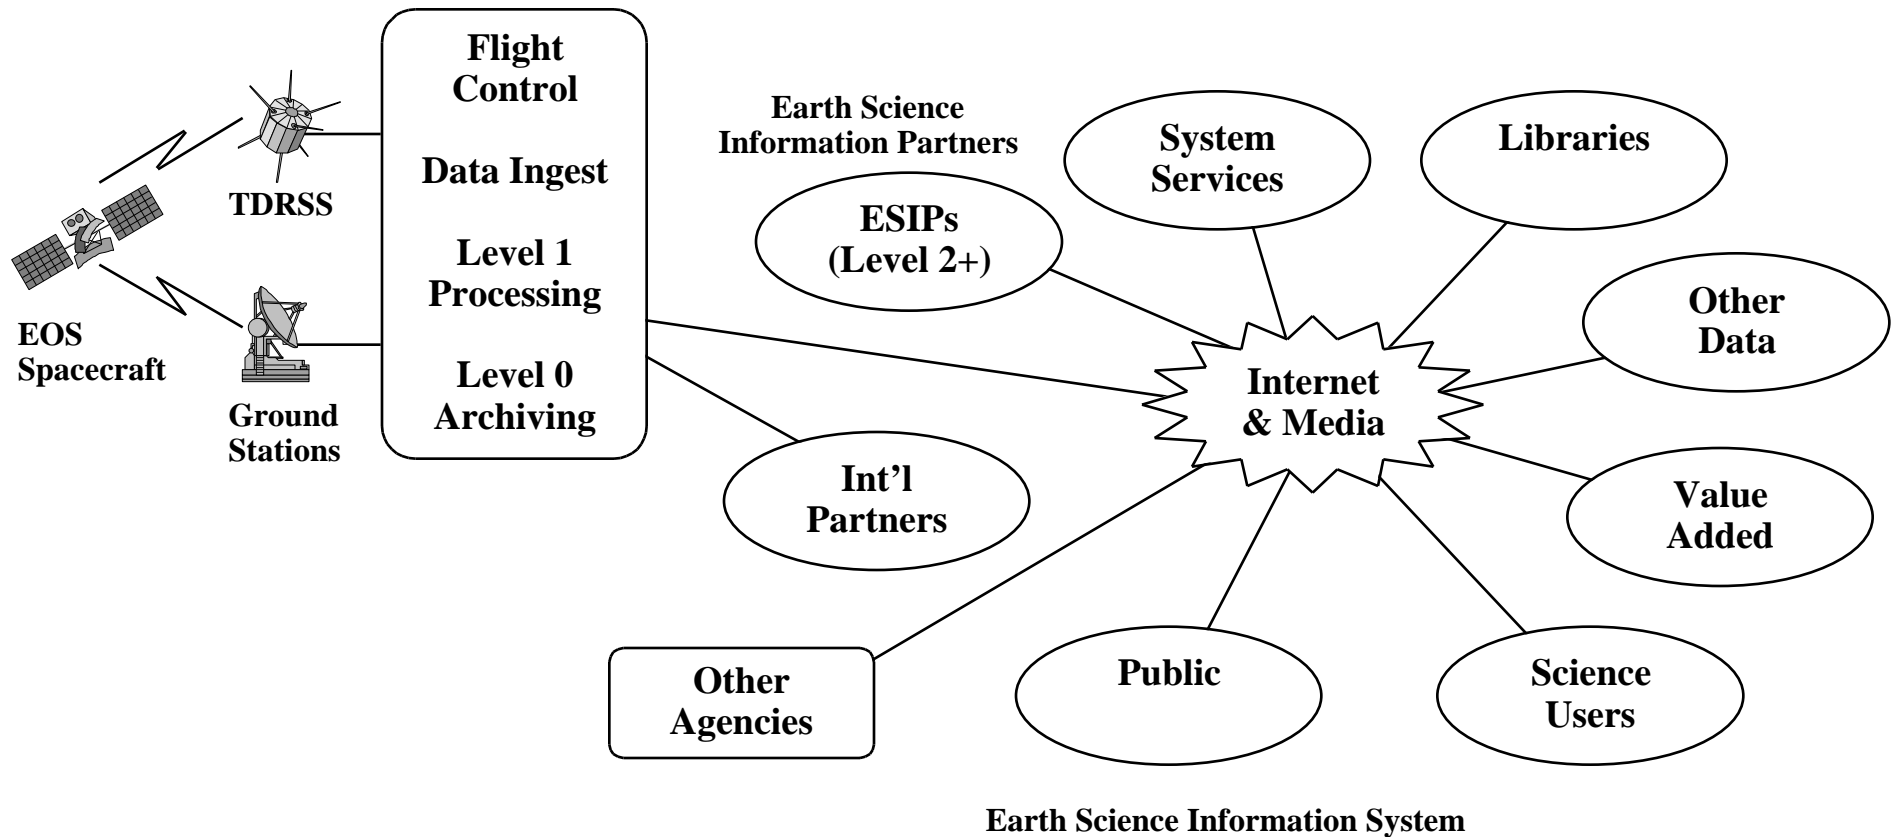 Flight
Control
Data Ingest
Level 1
Processing
Level 0
Archiving
TDRSS
EOS
Spacecraft
Ground
Stations
Earth Science
Information Partners
ESIPs
(Level 2+)
System
Services
Libraries
Other
Data
Internet
& Media
Int’l
Partners
Value
Added
Other
Agencies
Public
Science
Users
Earth Science Information System